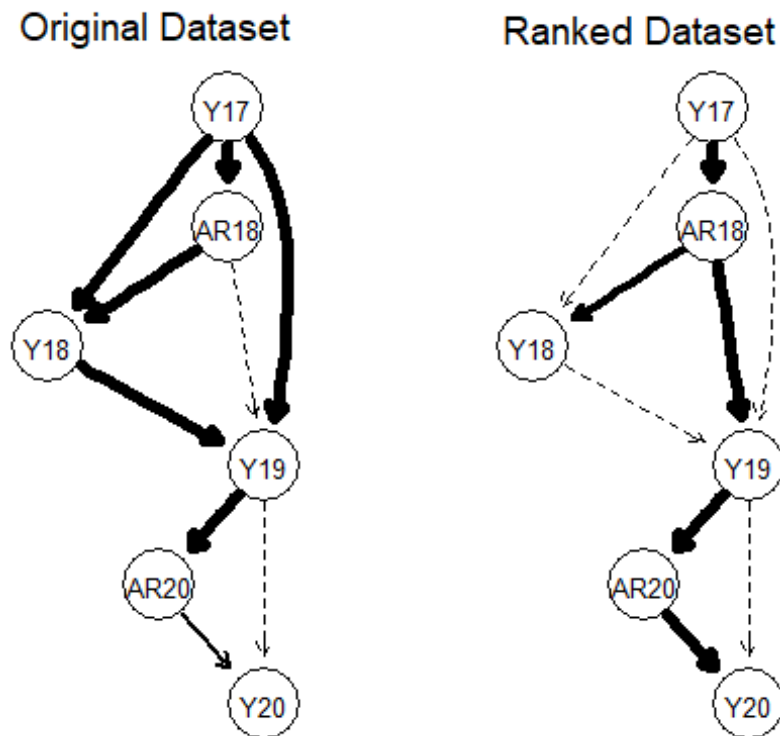 Original Dataset
Y17
AR18
Y18
Y19
AR20
Y20
Ranked Dataset
Y17
AR18
Y18
Y19
AR20
Y20